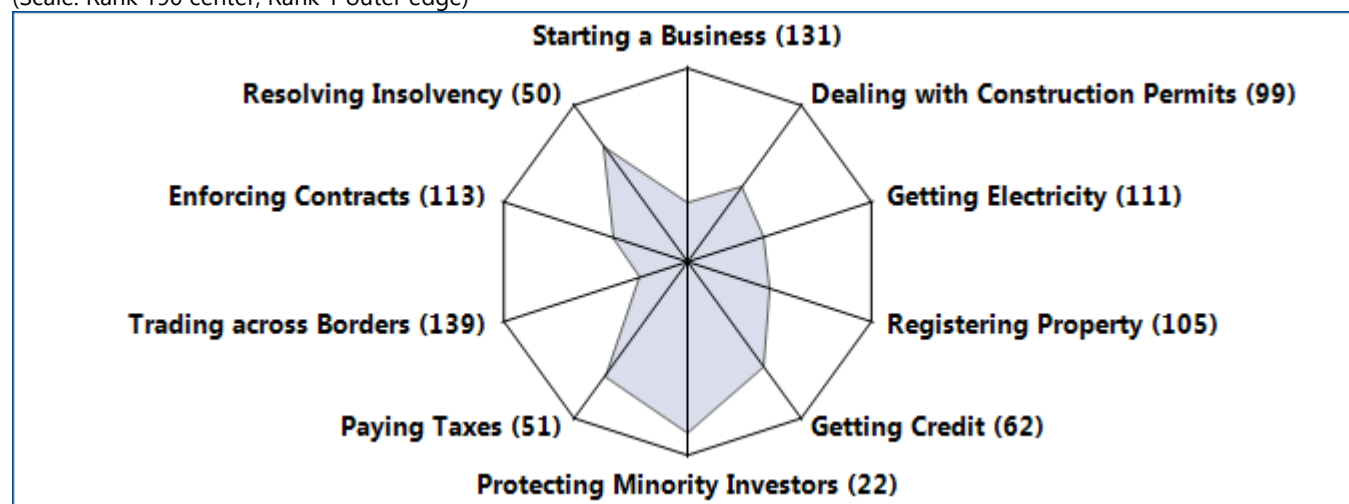 (Scale: Rank 190 center, Rank 1 outer edge)
Starting a Business (131)
Resolving Insolvency (50)
Dealing with Construction Permits (99)
Enforcing Contracts (113)
Getting Electricity (111)
Trading across Borders (139)
Registering Property (105)
Paying Taxes (51)
Getting Credit (62)
Protecting Minority Investors (22)